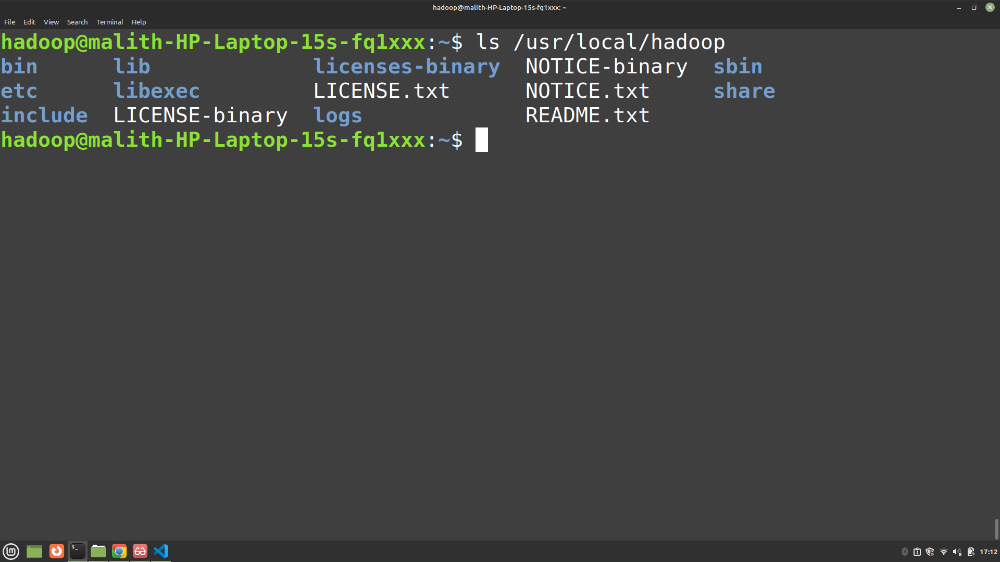 hadoop@malith-HP-Laptop-15s-fq1xxx: ~
File Edit View Search Terminal Help
hadoop@malith-HP-Laptop-15s-fq1xxx:~$ ls /usr/local/hadoop
bin lib licenses-binary NOTICE-binary sbin
etc libexec LICENSE.txt NOTICE.txt share
include LICENSE-binary logs README.txt
hadoop@malith-HP-Laptop-15s-fq1xxx:~$
17:12